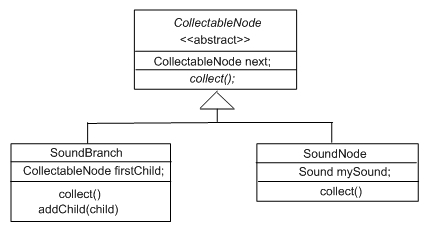 CollectableNode
<<abstract>>
CollectableNode next;
collect();
SoundBranch
CollectableNode firstChild;
collect()
addChild(child)
SoundNode
Sound mySound;
collect()